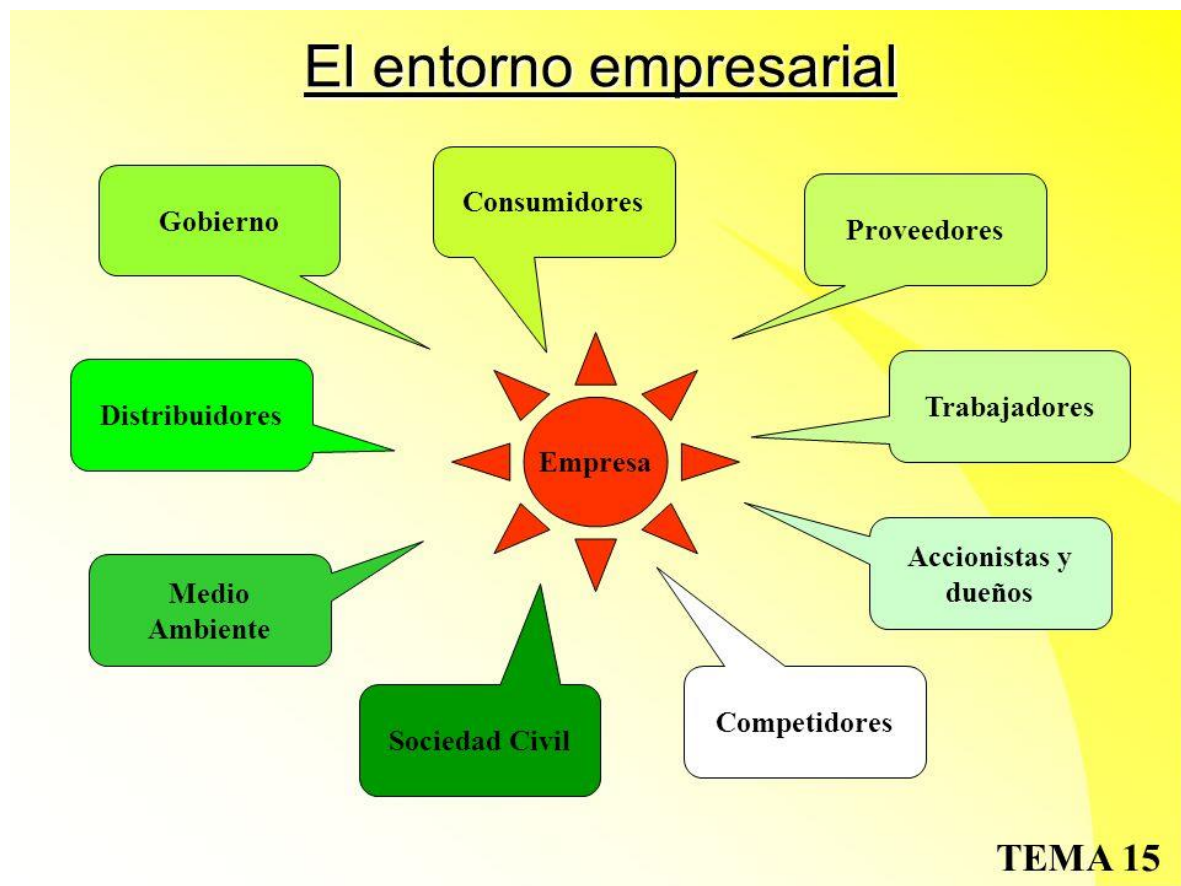 El entorno empresarial
Gobierno
Consumidores
Proveedores
Distribuidores
Empresa
Trabajadores
Medio
Ambiente
Accionistas y
dueños
Sociedad Civil
Competidores
TEMA 15